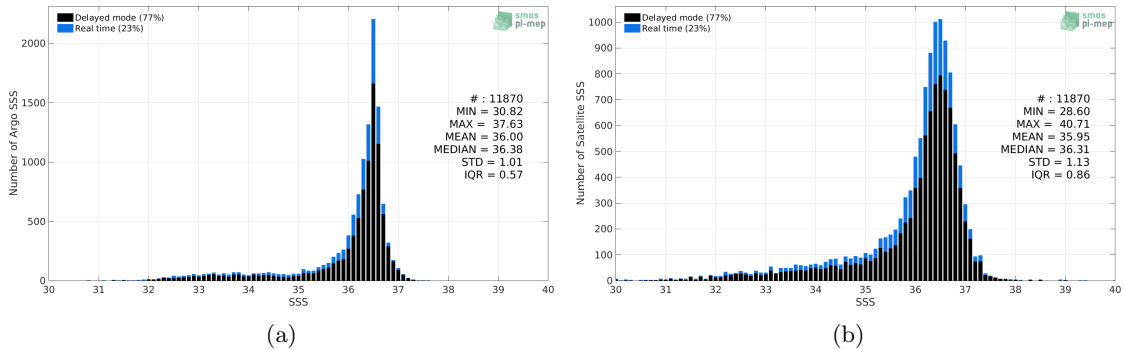 Delayed mode (77%)
Real time (23%)
smos
pi-mep
2000
1500
1000
500
0
Number of Argo SSS
# : 11870
MIN = 30.82
MAX = 37.63
MEAN = 36.00
MEDIAN = 36.38
STD = 1.01
IQR = 0.57
30 31 32 33 34 35 36 37 38 39 40
SSS
(a)
Delayed mode (77%)
Real time (23%)
smos
pi-mep
1000
900
800
700
600
500
400
300
200
100
0
Number of Satellite SSS
# : 11870
MIN = 28.60
MAX = 40.71
MEAN = 35.95
MEDIAN = 36.31
STD = 1.13
IQR = 0.86
30 31 32 33 34 35 36 37 38 39 40
SSS
(b)